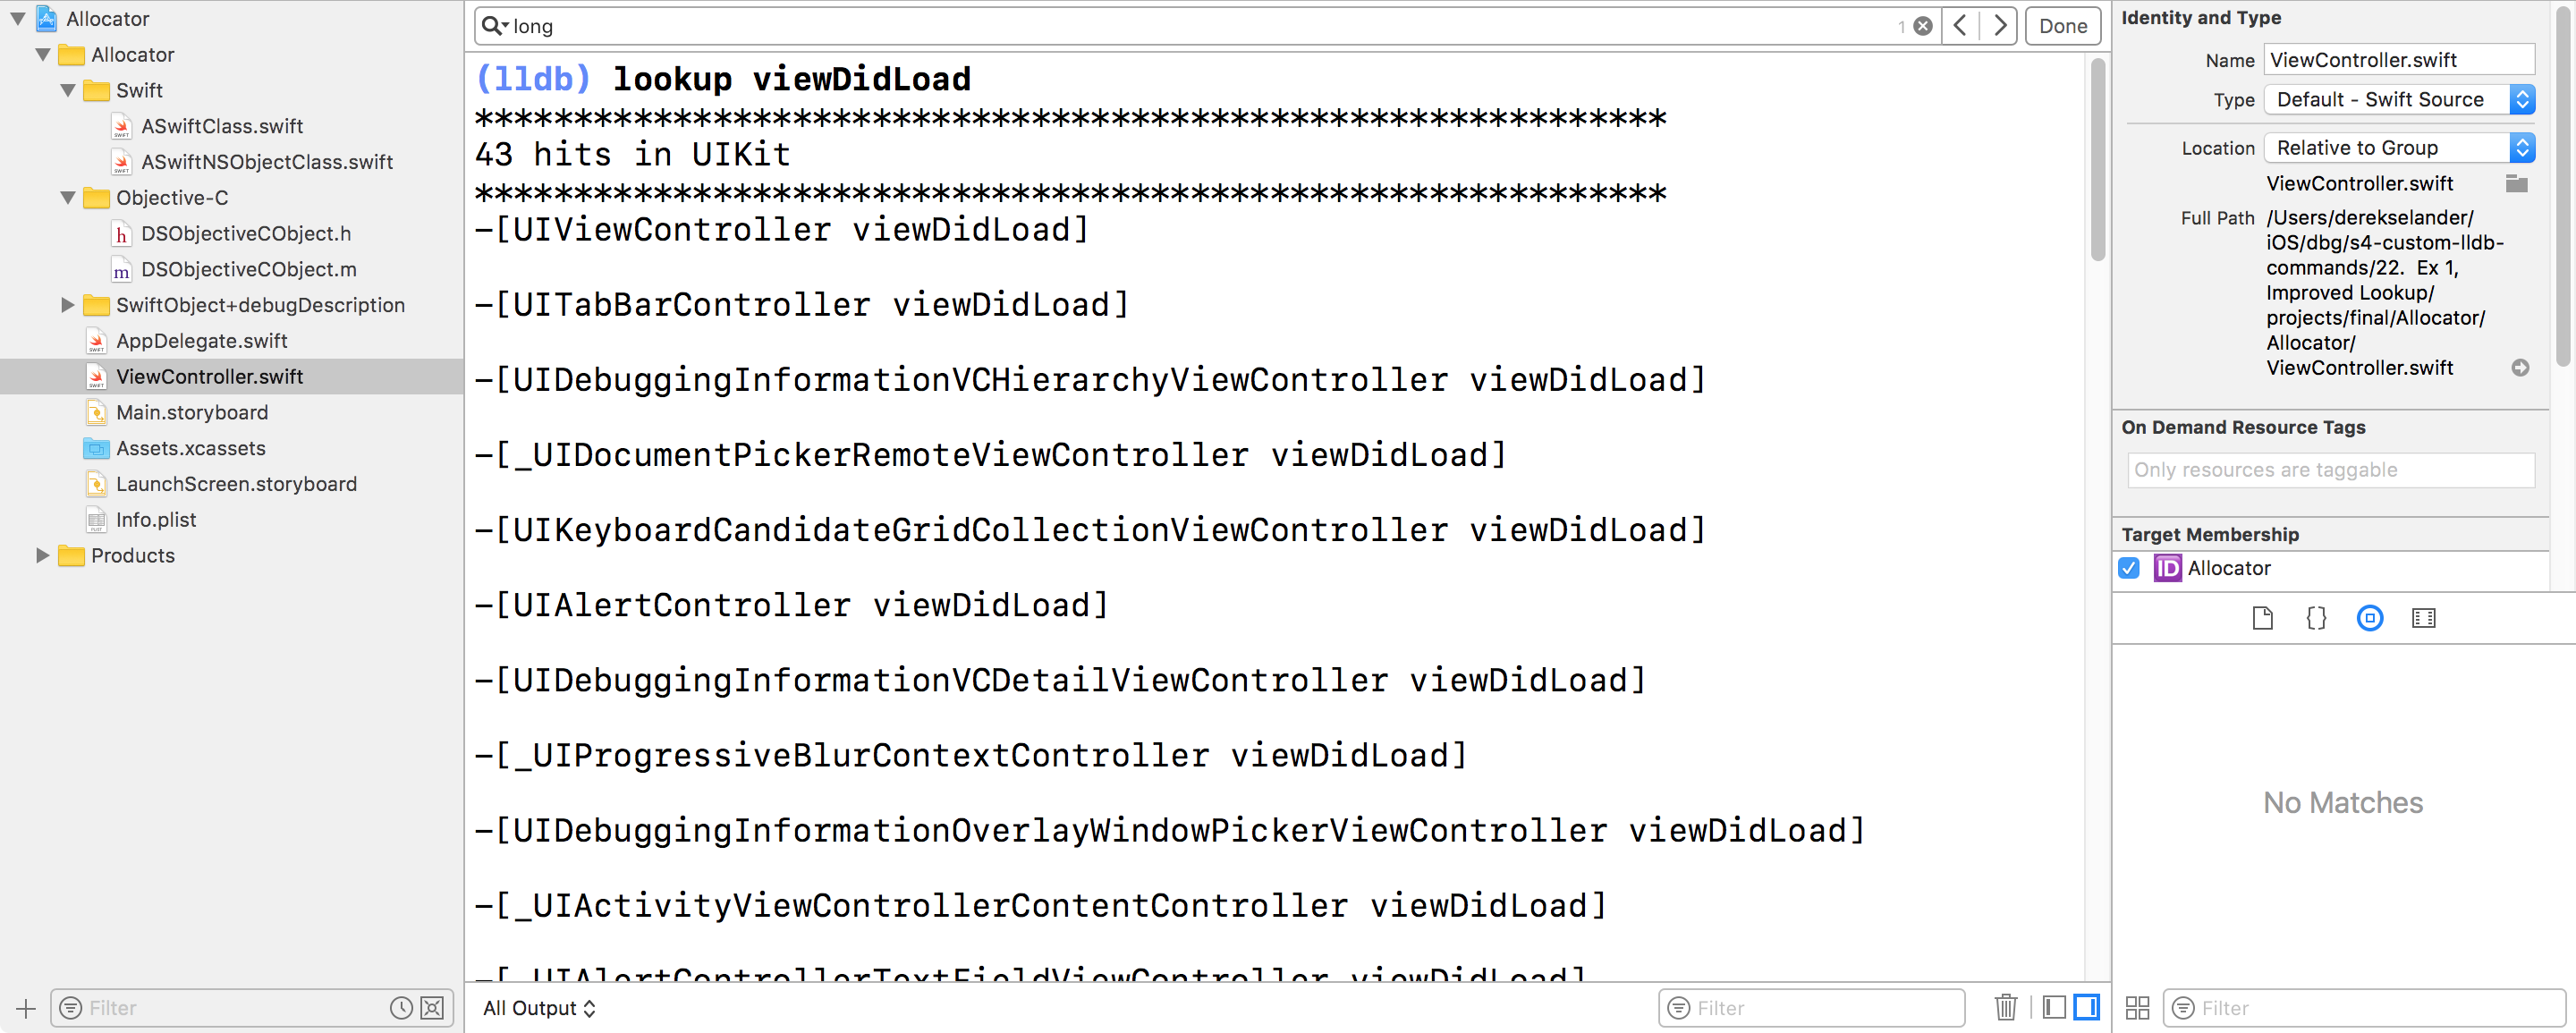 Allocator
Allocator
Swift
ASwiftClass.swift
ASwiftNSObjectClass.swift
Objective-C
DSObjectiveCObject.h
DSObjectiveCObject.m
SwiftObject+debugDescription
AppDelegate.swift
ViewController.swift
Main.storyboard
Assets.xcassets
LaunchScreen.storyboard
Info.plist
Products
Filter
long
1
Done
(lldb) lookup viewDidLoad
************************************************************
43 hits in UIKit
************************************************************
-[UIViewController viewDidLoad]
-[UITabBarController viewDidLoad]
-[UIDebuggingInformationVCHierarchyViewController viewDidLoad]
-[_UIDocumentPickerRemoteViewController viewDidLoad]
-[UIKeyboardCandidateGridCollectionViewController viewDidLoad]
-[UIAlertController viewDidLoad]
-[UIDebuggingInformationVCDetailViewController viewDidLoad]
-[_UIProgressiveBlurContextController viewDidLoad]
-[UIDebuggingInformationOverlayWindowPickerViewController viewDidLoad]
-[_UIActivityViewControllerContentController viewDidLoad]
-[_UIAlertControllerTextFieldViewController viewDidLoad]
All Output
Filter
Identity and Type
Name ViewController.swift
Type Default - Swift Source
Location Relative to Group
ViewController.swift
Full Path /Users/derekselander/
iOS/dbg/s4-custom-lldb-
commands/22. Ex 1,
Improved Lookup/
projects/final/Allocator/
Allocator/
ViewController.swift
On Demand Resource Tags
Only resources are taggable
Target Membership
Allocator
No Matches
Filter